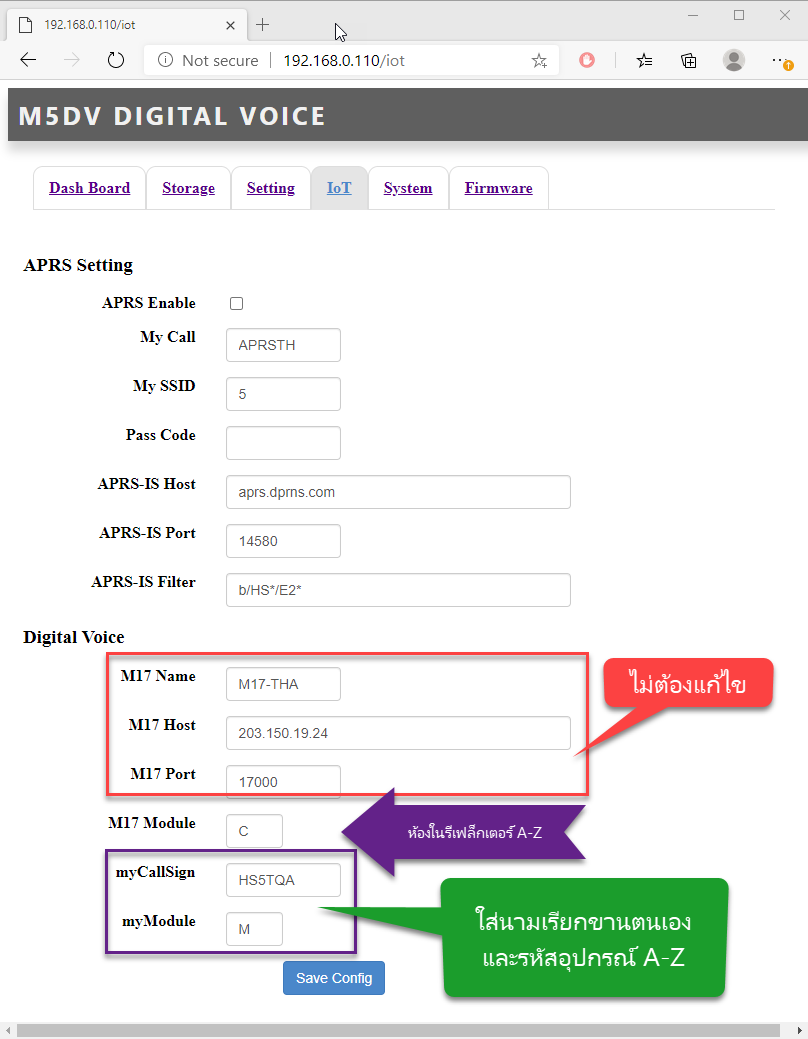 192.168.0.110/iot
Not secure
192.168.0.110/iot
M5DV DIGITAL VOICE
Dash Board
Storage
Setting
IoT
System
Firmware
APRS Setting
APRS Enable
My Call
APRSTH
My SSID
5
Pass Code
APRS-IS Host
aprs.dprns.com
APRS-IS Port
14580
APRS-IS Filter
b/HS*/E2*
Digital Voice
M17 Name
M17-THA
ไม่ต้องแก้ไข
M17 Host
203.150.19.24
M17 Port
17000
M17 Module
C
ห้องในรีเฟล็กเตอร์ A-Z
myCallSign
HS5TQA
myModule
M
ใส่นามเรียกขานตนเอง
และรหัสอุปกรณ์ A-Z
Save Config